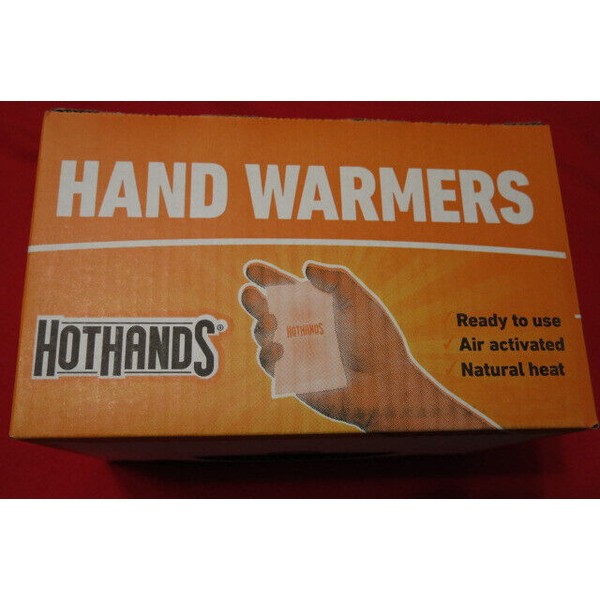 HAND WARMERS
HOTHANDS®
HOTHANDS
Ready to use
Air activated
Natural heat